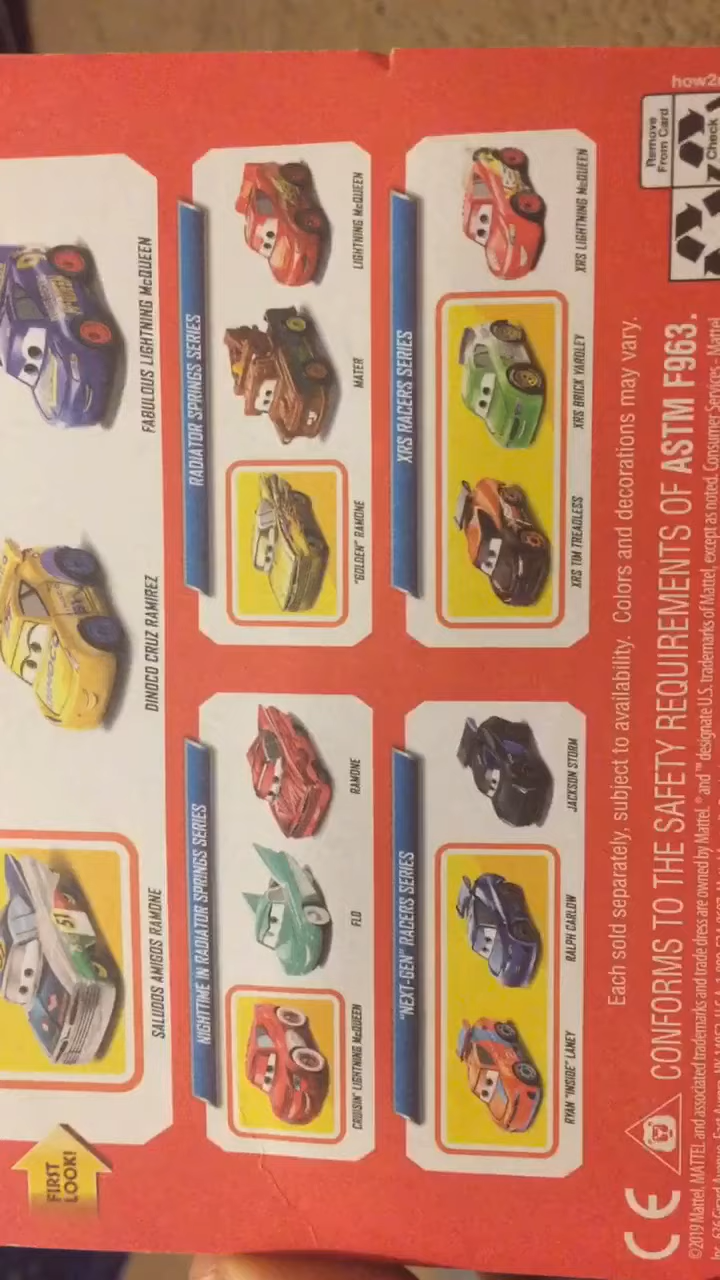 FIRST
LOOK!
SALUDOS AMIGOS RAMONE
DINOCO CRUZ RAMIREZ
FABULOUS LIGHTNING McQUEEN
NIGHTTIME IN RADIATOR SPRINGS SERIES
CRUISIN' LIGHTNING McQUEEN
FLO
RAMONE
RADIATOR SPRINGS SERIES
"GOLDEN" RAMONE
MATER
LIGHTNING McQUEEN
"NEXT-GEN" RACERS SERIES
RYAN "INSIDE" LANEY
RALPH CARLOW
JACKSON STORM
XRS RACERS SERIES
XRS TIM TREADLESS
XRS BRICK YARDLEY
XRS LIGHTNING McQUEEN
Each sold separately, subject to availability. Colors and decorations may vary.
CE CONFORMS TO THE SAFETY REQUIREMENTS OF ASTM F963.
©2019 Mattel. MATTEL and associated trademarks and trade dress are owned by Mattel. ® and ™ designate U.S. trademarks of Mattel, except as noted. Consumer Services, Mattel
Remove
From Card
Check